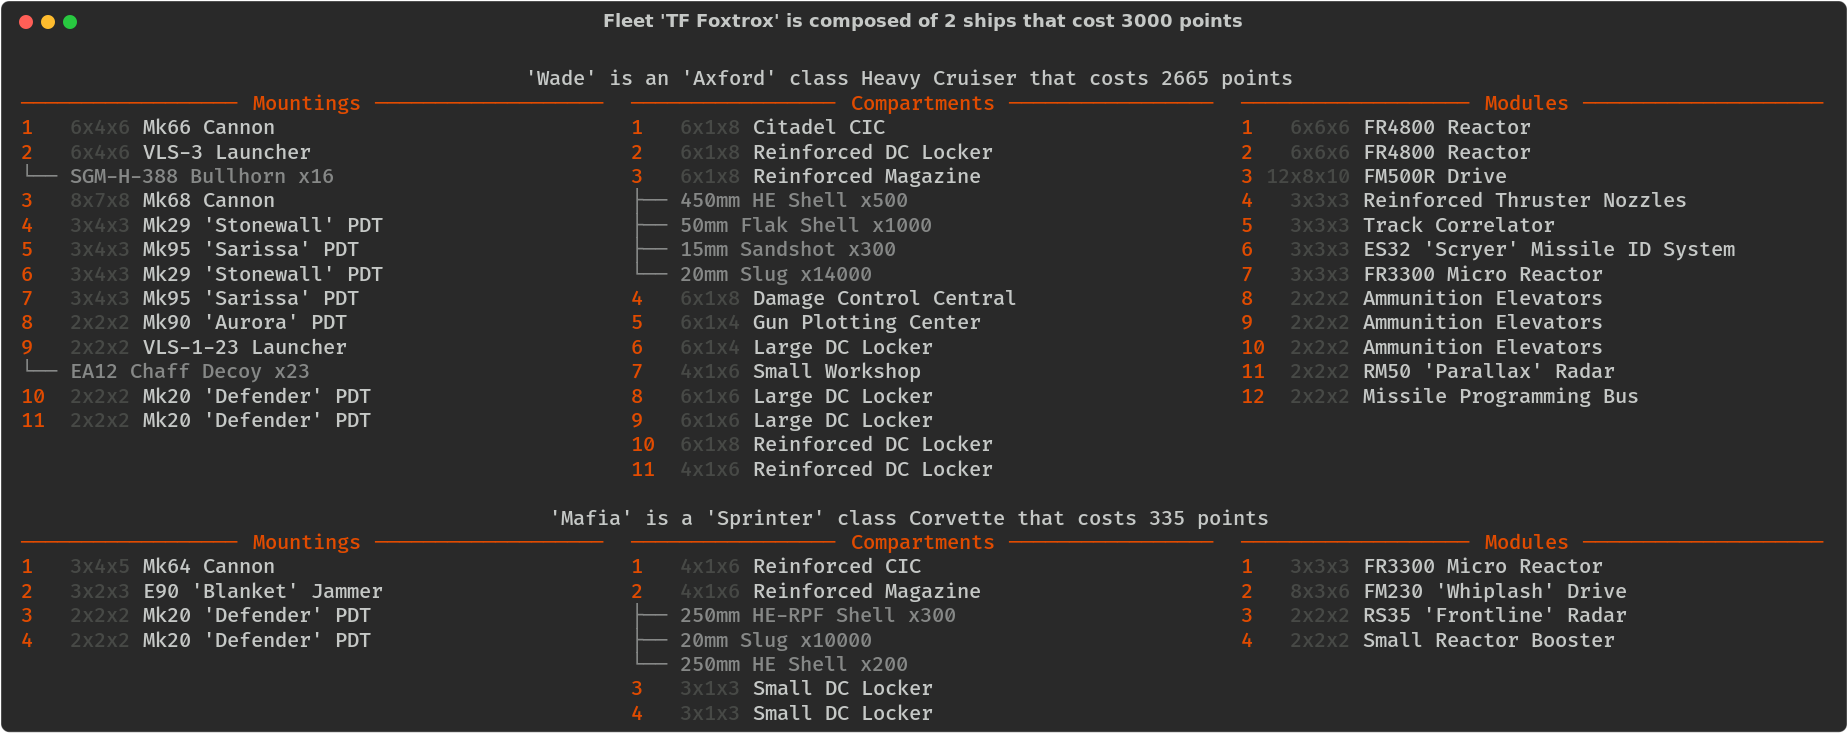 Fleet 'TF Foxtrox' is composed of 2 ships that cost 3000 points
'Wade' is an 'Axford' class Heavy Cruiser that costs 2665 points
Mountings
1 6x4x6 Mk66 Cannon
2 6x4x6 VLS-3 Launcher
└── SGM-H-388 Bullhorn x16
3 8x7x8 Mk68 Cannon
4 3x4x3 Mk29 'Stonewall' PDT
5 3x4x3 Mk95 'Sarissa' PDT
6 3x4x3 Mk29 'Stonewall' PDT
7 3x4x3 Mk95 'Sarissa' PDT
8 2x2x2 Mk90 'Aurora' PDT
9 2x2x2 VLS-1-23 Launcher
└── EA12 Chaff Decoy x23
10 2x2x2 Mk20 'Defender' PDT
11 2x2x2 Mk20 'Defender' PDT
Compartments
1 6x1x8 Citadel CIC
2 6x1x8 Reinforced DC Locker
3 6x1x8 Reinforced Magazine
├── 450mm HE Shell x500
├── 50mm Flak Shell x1000
├── 15mm Sandshot x300
└── 20mm Slug x14000
4 6x1x8 Damage Control Central
5 6x1x4 Gun Plotting Center
6 6x1x4 Large DC Locker
7 4x1x6 Small Workshop
8 6x1x6 Large DC Locker
9 6x1x6 Large DC Locker
10 6x1x8 Reinforced DC Locker
11 4x1x6 Reinforced DC Locker
Modules
1 6x6x6 FR4800 Reactor
2 6x6x6 FR4800 Reactor
3 12x8x10 FM500R Drive
4 3x3x3 Reinforced Thruster Nozzles
5 3x3x3 Track Correlator
6 3x3x3 ES32 'Scryer' Missile ID System
7 3x3x3 FR3300 Micro Reactor
8 2x2x2 Ammunition Elevators
9 2x2x2 Ammunition Elevators
10 2x2x2 Ammunition Elevators
11 2x2x2 RM50 'Parallax' Radar
12 2x2x2 Missile Programming Bus
'Mafia' is a 'Sprinter' class Corvette that costs 335 points
Mountings
1 3x4x5 Mk64 Cannon
2 3x2x3 E90 'Blanket' Jammer
3 2x2x2 Mk20 'Defender' PDT
4 2x2x2 Mk20 'Defender' PDT
Compartments
1 4x1x6 Reinforced CIC
2 4x1x6 Reinforced Magazine
├── 250mm HE-RPF Shell x300
├── 20mm Slug x10000
└── 250mm HE Shell x200
3 3x1x3 Small DC Locker
4 3x1x3 Small DC Locker
Modules
1 3x3x3 FR3300 Micro Reactor
2 8x3x6 FM230 'Whiplash' Drive
3 2x2x2 RS35 'Frontline' Radar
4 2x2x2 Small Reactor Booster